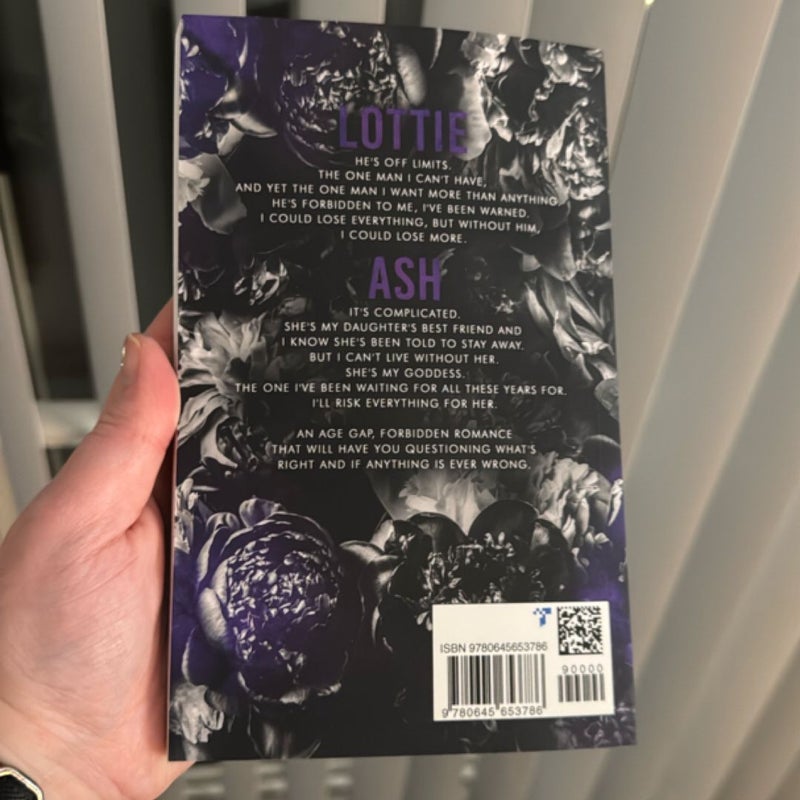 LOTTIE
HE'S OFF LIMITS.
THE ONE MAN I CAN'T HAVE,
AND YET THE ONE MAN I WANT MORE THAN ANYTHING.
HE'S FORBIDDEN TO ME, I'VE BEEN WARNED.
I COULD LOSE EVERYTHING, BUT WITHOUT HIM,
I COULD LOSE MORE.
ASH
IT'S COMPLICATED.
SHE'S MY DAUGHTER'S BEST FRIEND AND
I KNOW SHE'S BEEN TOLD TO STAY AWAY.
BUT I CAN'T LIVE WITHOUT HER.
SHE'S MY GODDESS.
THE ONE I'VE BEEN WAITING FOR ALL THESE YEARS FOR.
I'LL RISK EVERYTHING FOR HER.
AN AGE GAP, FORBIDDEN ROMANCE
THAT WILL HAVE YOU QUESTIONING WHAT'S
RIGHT AND IF ANYTHING IS EVER WRONG.
ISBN 9780645653786
90000
9 780645 653786